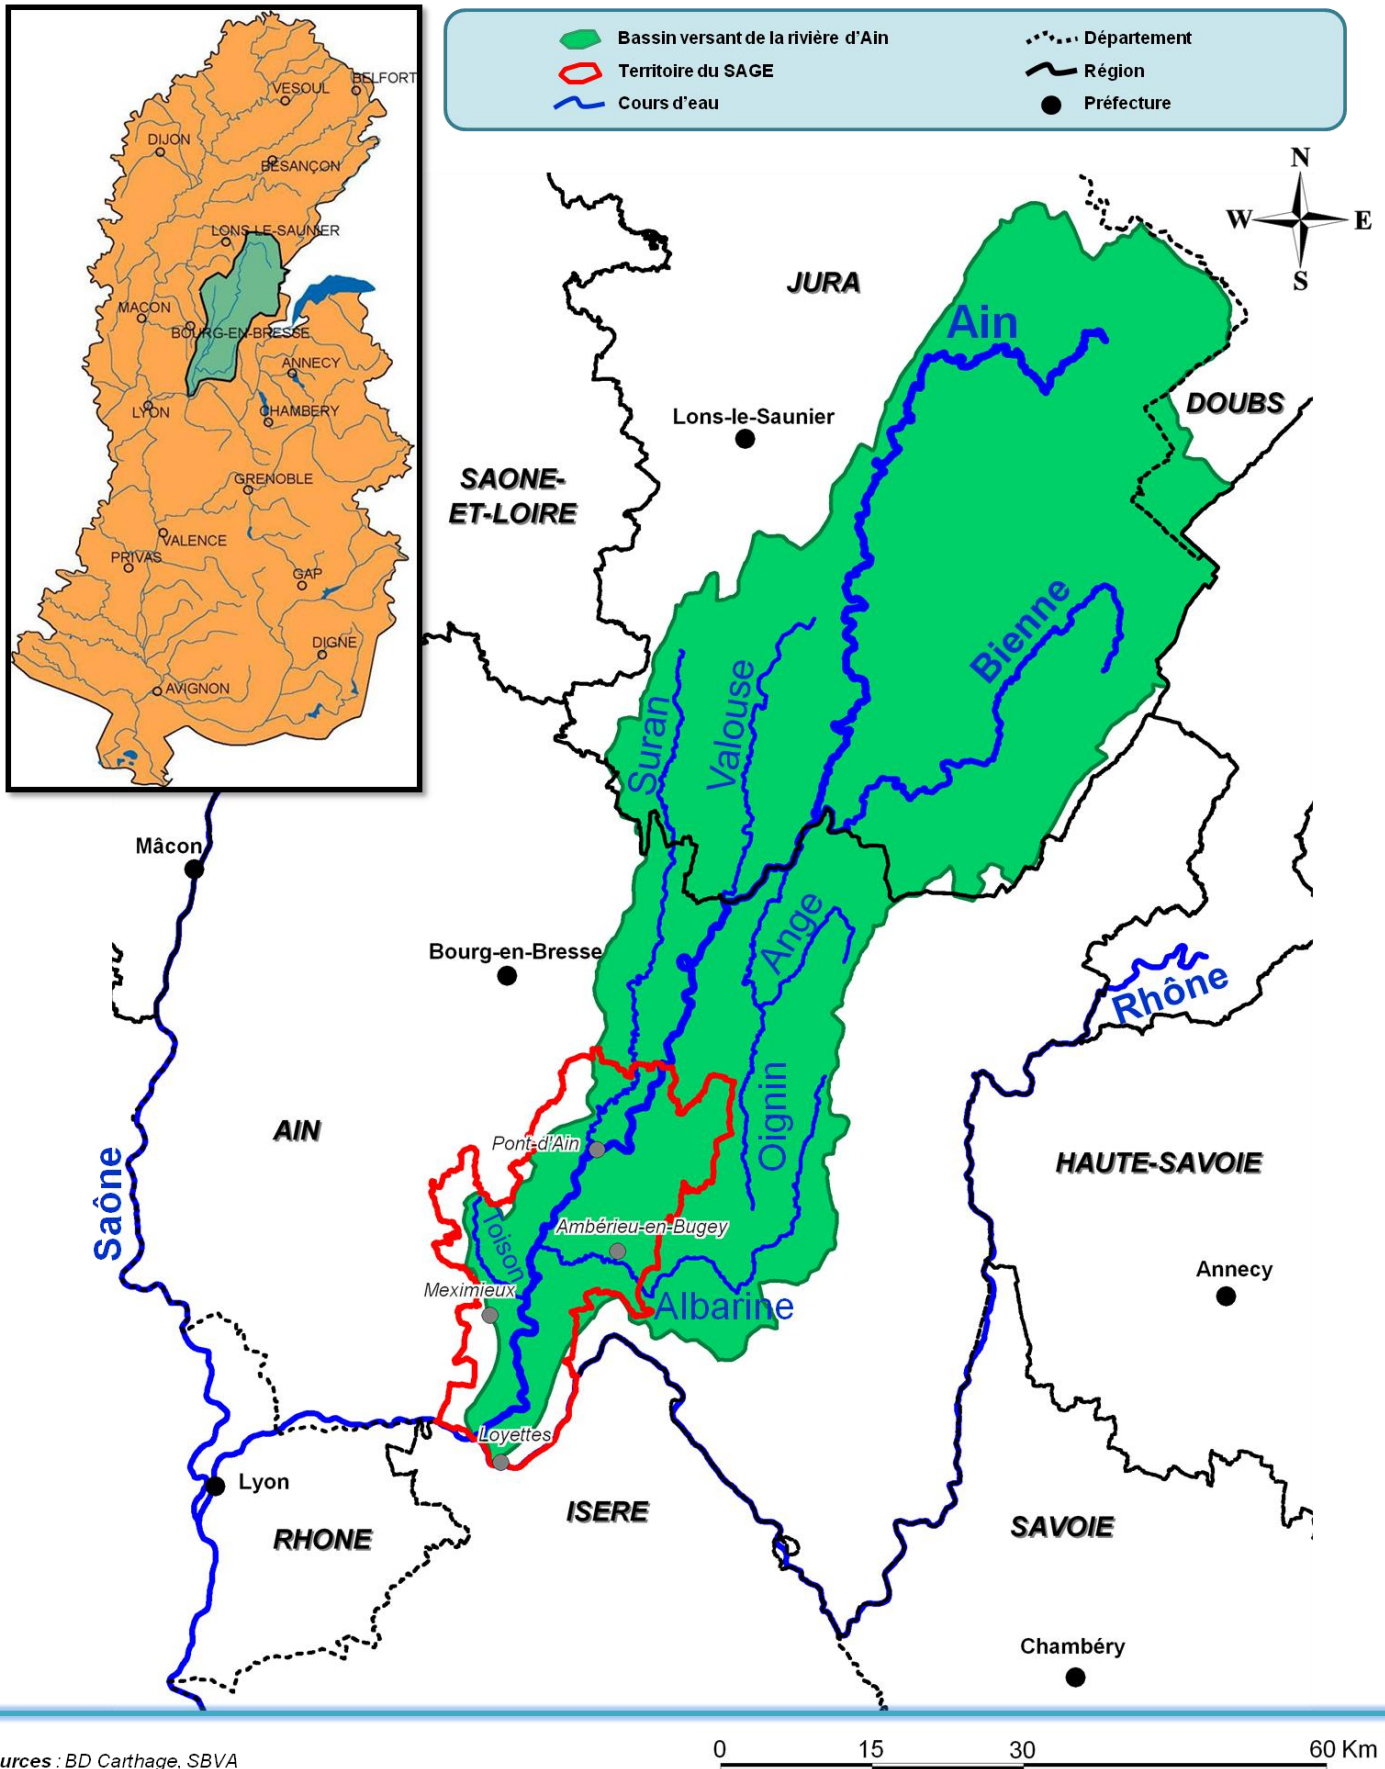 Bassin versant de la rivière d'Ain
Territoire du SAGE
Cours d'eau
Département
Région
Préfecture
BELFORT
VESOUL
DIJON
BESANÇON
LONS-LE-SAUNIER
MACON
BOURG-EN-BRESSE
ANNECY
LYON
CHAMBERY
GRENOBLE
VALENCE
PRIVAS
GAP
DIGNE
AVIGNON
N
W
E
S
JURA
Ain
DOUBS
Lons-le-Saunier
SAONE-
ET-LOIRE
Bienne
Suran
Valouse
Mâcon
Ange
Bourg-en-Bresse
Rhône
AIN
Pont-d'Ain
Oignin
HAUTE-SAVOIE
Saône
Toison
Ambérieu-en-Bugey
Annecy
Meximieux
Albarine
Loyettes
Lyon
ISERE
RHONE
SAVOIE
Chambéry
urces : BD Carthage, SBVA
0 15 30 60 Km